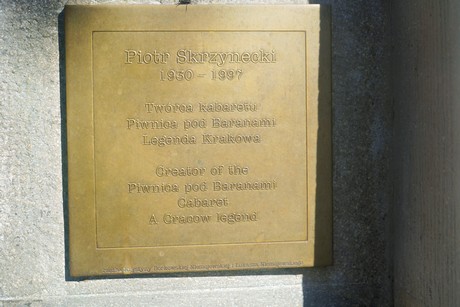 Piotr Skrzynecki
1930 – 1997
Twórca kabaretu
Piwnica pod Baranami
Legenda Krakowa
Creator of the
Piwnica pod Baranami
Cabaret
A Cracow legend